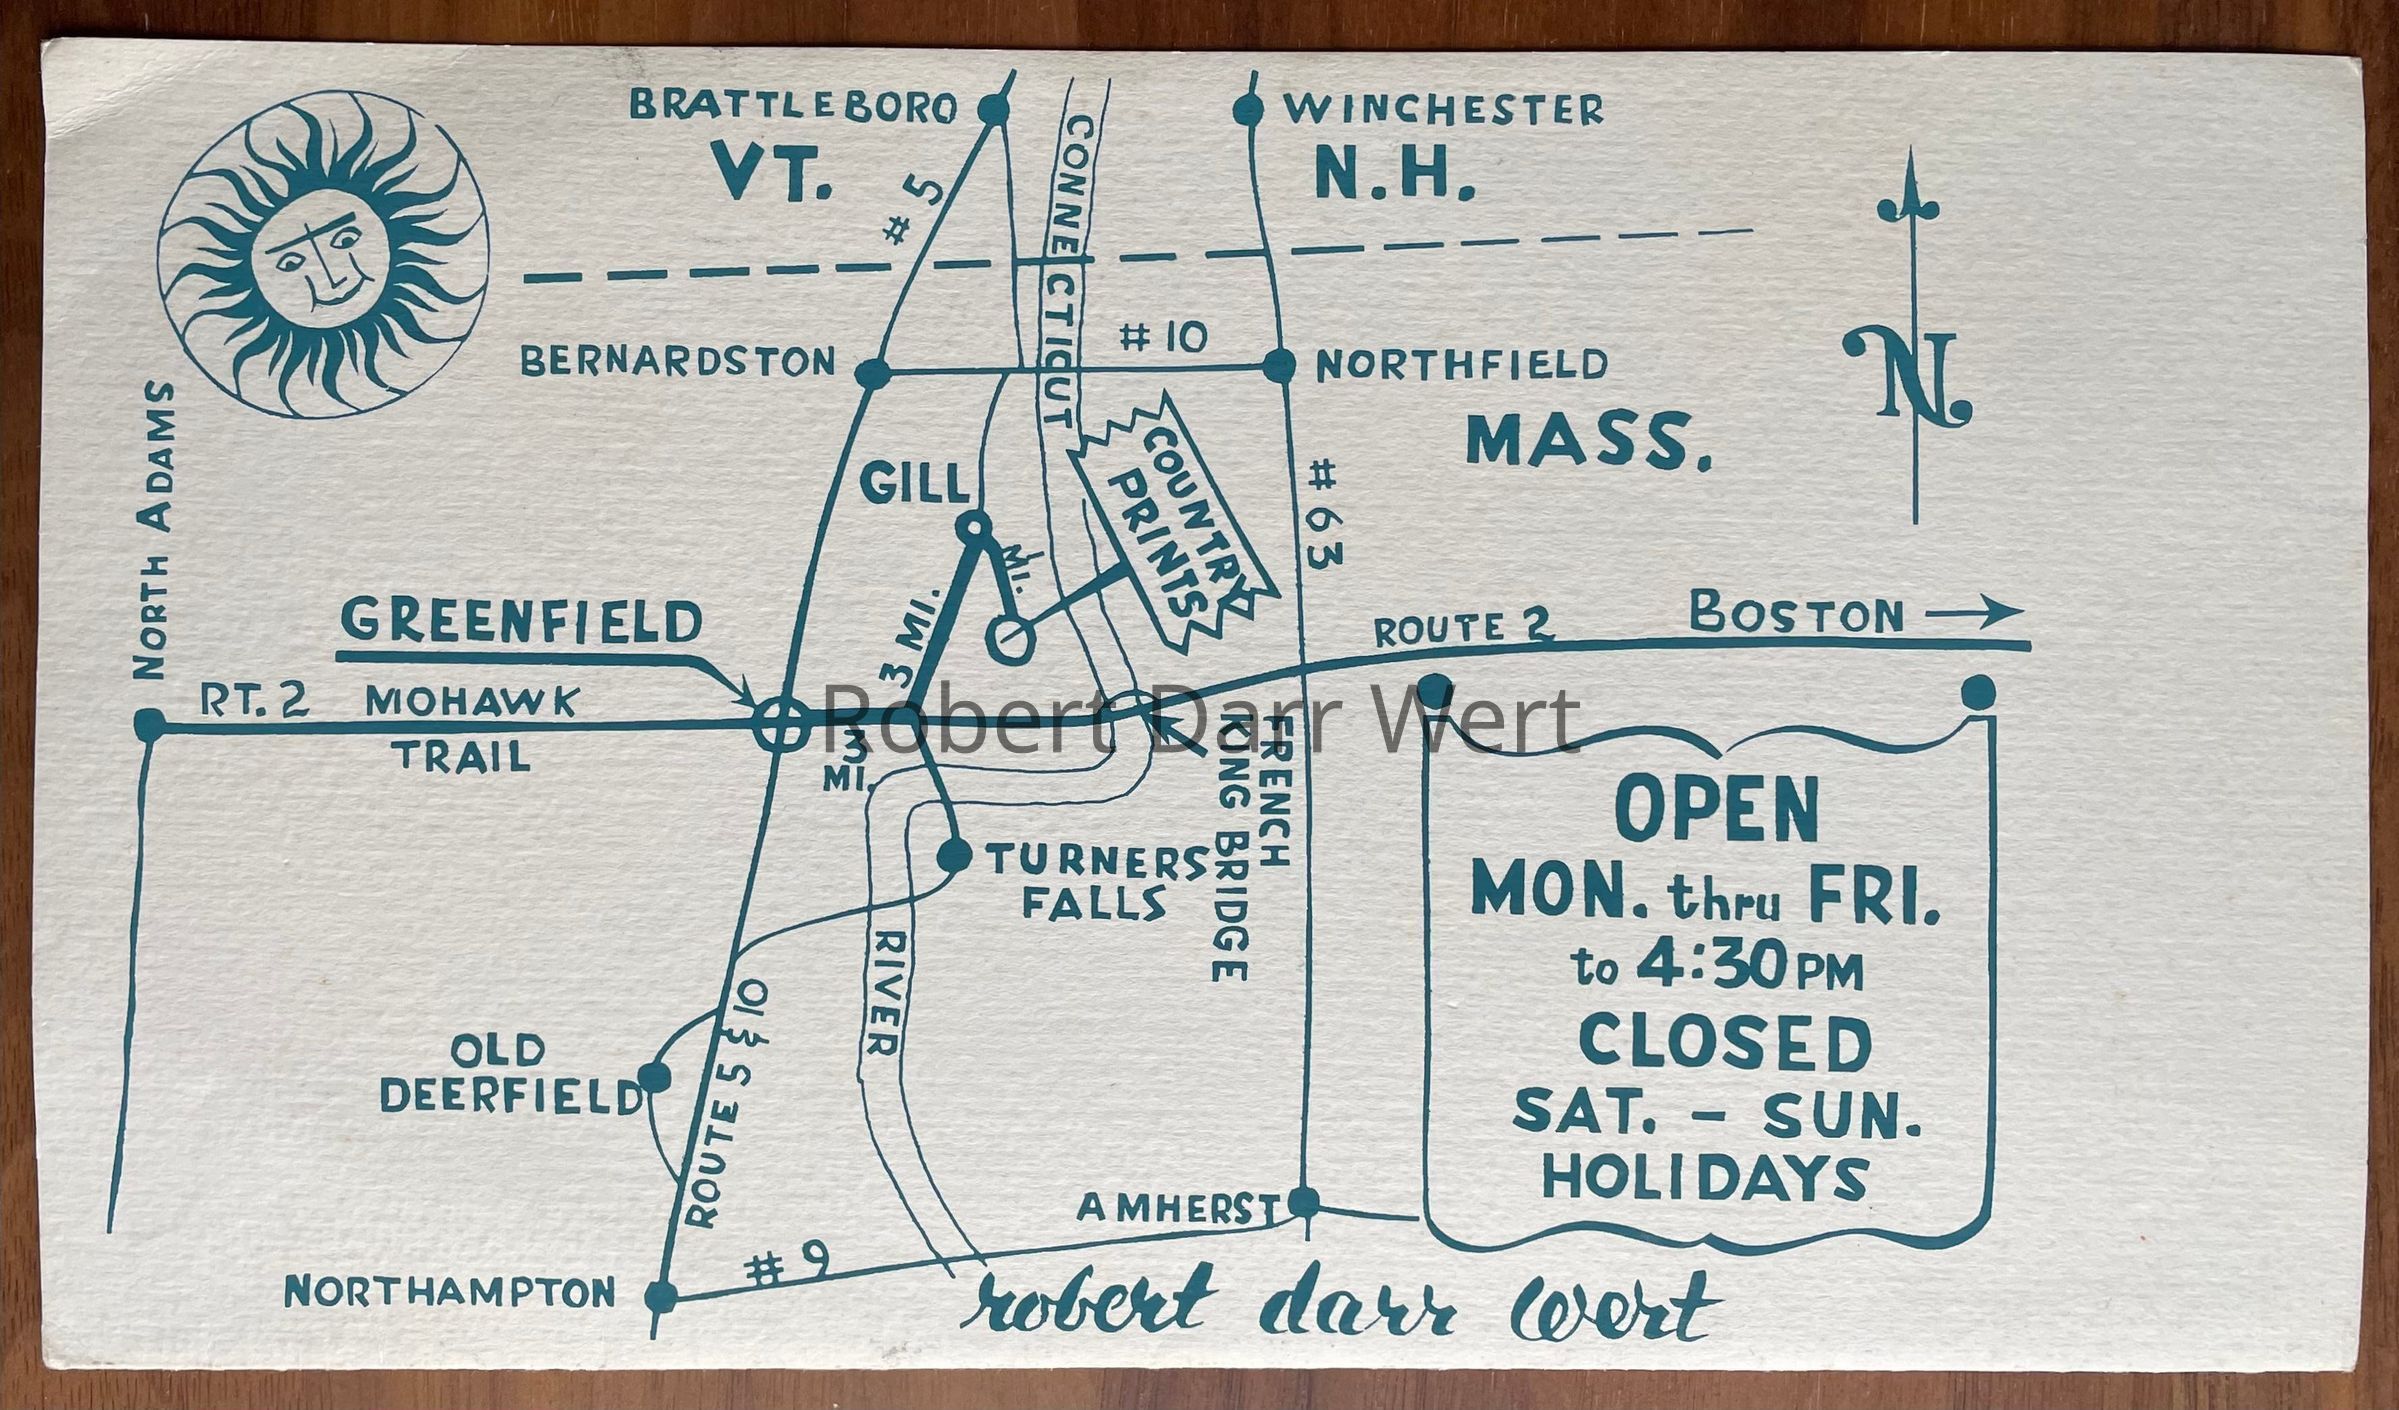 BRATTLEBORO
VT.
# 5
CONNECTICUT
WINCHESTER
N.H.
N
BERNARDSTON
# 10
NORTHFIELD
MASS.
NORTH ADAMS
GILL
1 MI.
COUNTRY
PRINTS
# 63
GREENFIELD
3 MI.
ROUTE 2
BOSTON
RT. 2 MOHAWK
TRAIL
3
MI.
Robert Darr Wert
FRENCH
KING BRIDGE
TURNERS
FALLS
RIVER
OLD
DEERFIELD
ROUTE 5 & 10
AMHERST
NORTHAMPTON
# 9
OPEN
MON. thru FRI.
to 4:30 PM
CLOSED
SAT. - SUN.
HOLIDAYS
robert darr wert